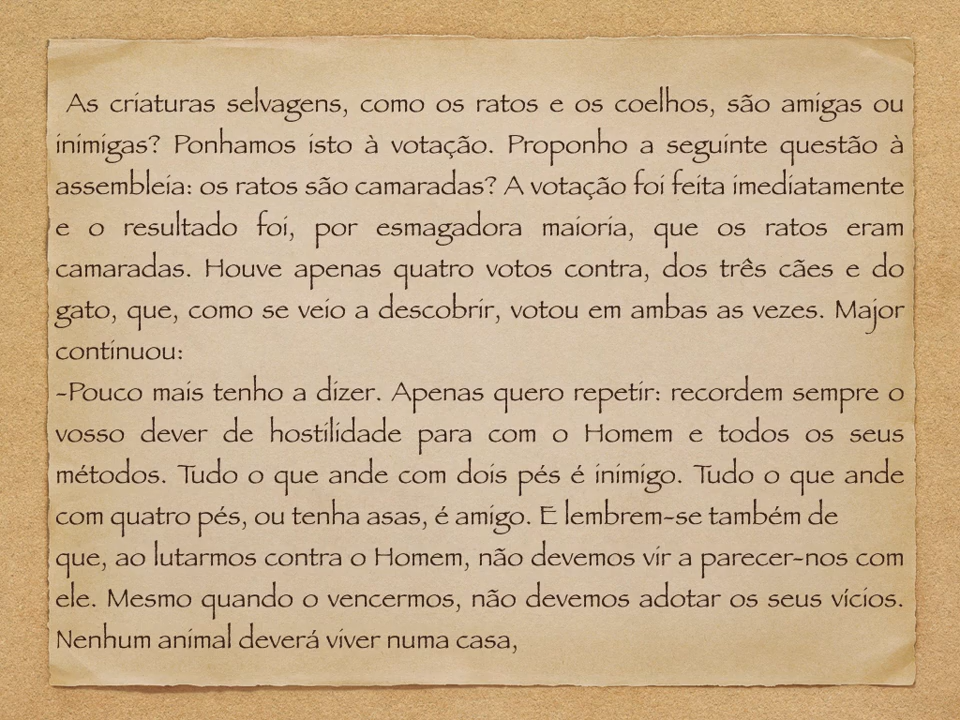 As criaturas selvagens, como os ratos e os coelhos, são amigas ou
inimigas? Ponhamos isto à votação. Proponho a seguinte questão à
assembleia: os ratos são camaradas? A votação foi feita imediatamente
e o resultado foi, por esmagadora maioria, que os ratos eram
camaradas. Houve apenas quatro votos contra, dos três cães e do
gato, que, como se veio a descobrir, votou em ambas as vezes. Major
continuou:
-Pouco mais tenho a dizer. Apenas quero repetir: recordem sempre o
vosso dever de hostilidade para com o Homem e todos os seus
métodos. Tudo o que ande com dois pés é inimigo. Tudo o que ande
com quatro pés, ou tenha asas, é amigo. E lembrem-se também de
que, ao lutarmos contra o Homem, não devemos vir a parecer-nos com
ele. Mesmo quando o vencermos, não devemos adotar os seus vícios.
Nenhum animal deverá viver numa casa,